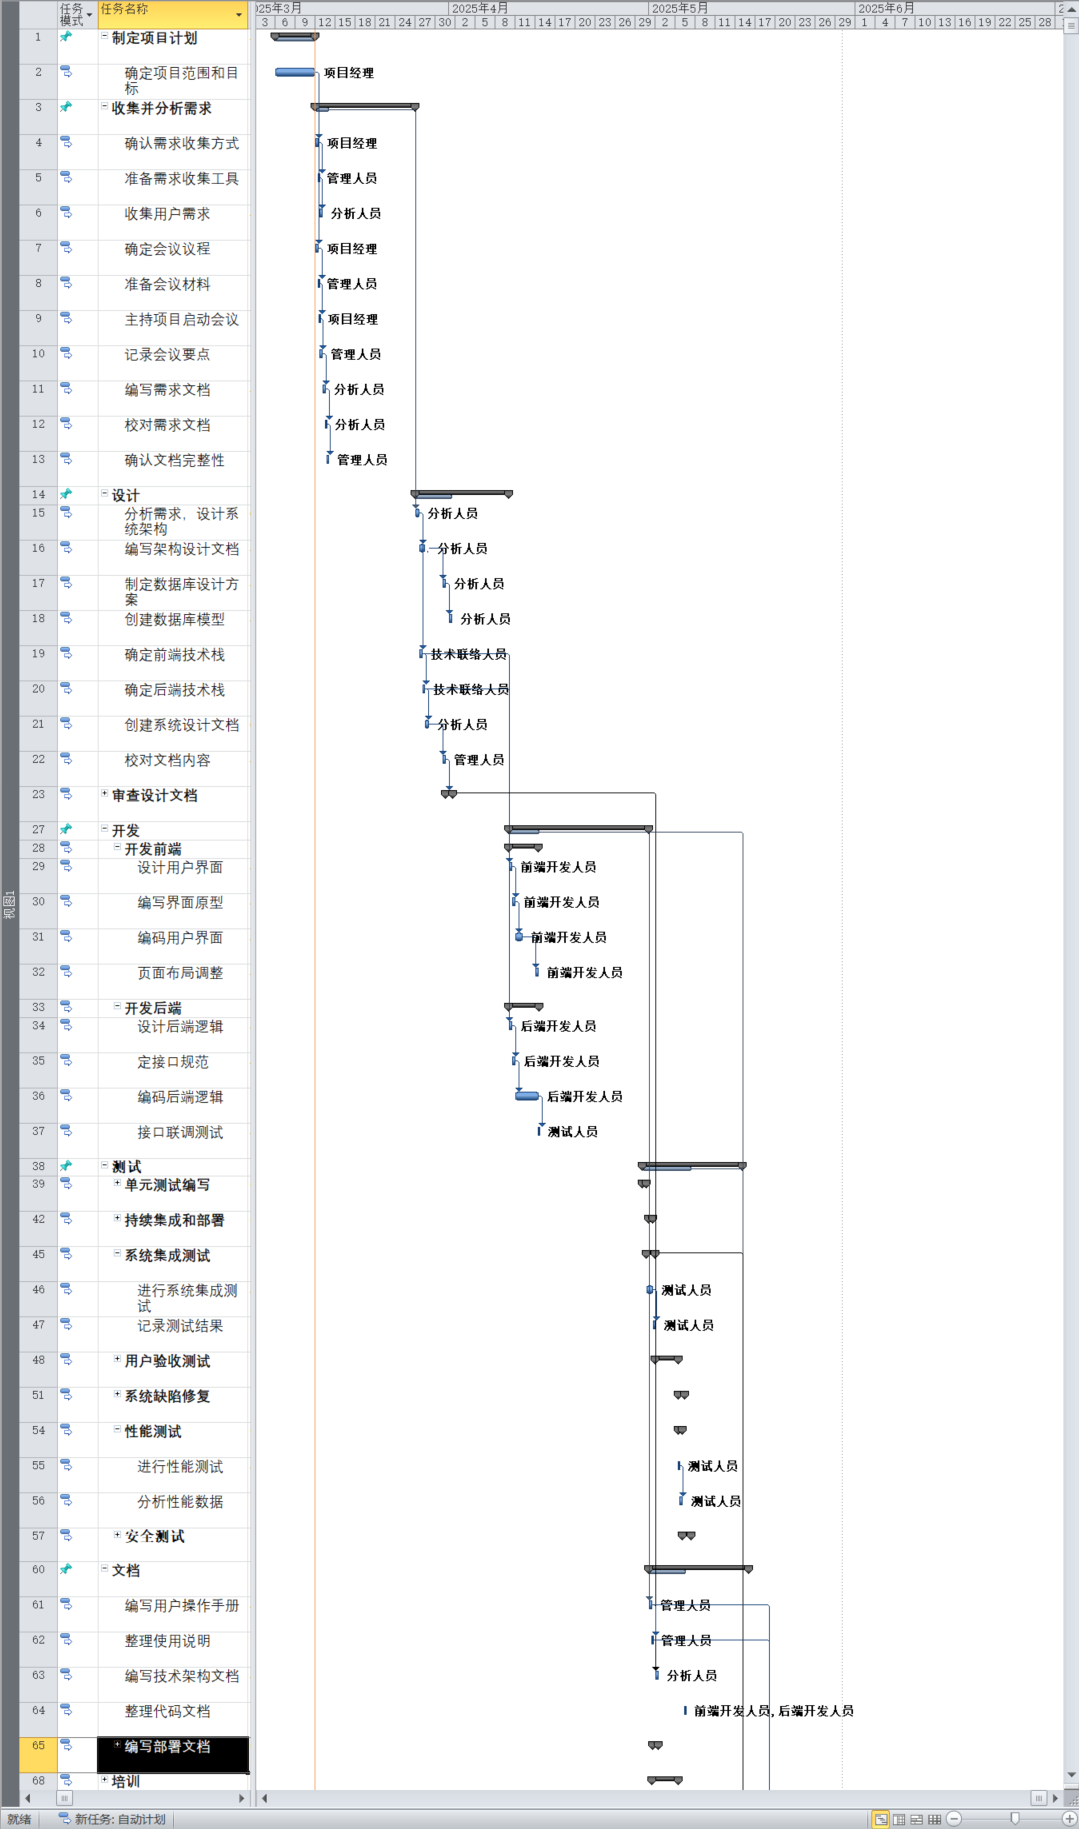 任务
模式
任务名称
25年3月
2025年4月
2025年5月
2025年6月
3 6 9 12 15 18 21 24 27 30 2 5 8 11 14 17 20 23 26 29 2 5 8 11 14 17 20 23 26 29 1 4 7 10 13 16 19 22 25 28
1 制定项目计划
2 确定项目范围和目标 项目经理
3 收集并分析需求
4 确认需求收集方式 项目经理
5 准备需求收集工具 管理人员
6 收集用户需求 分析人员
7 确定会议议程 项目经理
8 准备会议材料 管理人员
9 主持项目启动会议 项目经理
10 记录会议要点 管理人员
11 编写需求文档 分析人员
12 校对需求文档 分析人员
13 确认文档完整性 管理人员
14 设计
15 分析需求，设计系统架构 分析人员
16 编写架构设计文档 分析人员
17 制定数据库设计方案 分析人员
18 创建数据库模型 分析人员
19 确定前端技术栈 技术联络人员
20 确定后端技术栈 技术联络人员
21 创建系统设计文档 分析人员
22 校对文档内容 管理人员
23 审查设计文档
27 开发
28 开发前端
29 设计用户界面 前端开发人员
30 编写界面原型 前端开发人员
31 编码用户界面 前端开发人员
32 页面布局调整 前端开发人员
33 开发后端
34 设计后端逻辑 后端开发人员
35 定接口规范 后端开发人员
36 编码后端逻辑 后端开发人员
37 接口联调测试 测试人员
38 测试
39 单元测试编写
42 持续集成和部署
45 系统集成测试
46 进行系统集成测试 测试人员
47 记录测试结果 测试人员
48 用户验收测试
51 系统缺陷修复
54 性能测试
55 进行性能测试 测试人员
56 分析性能数据 测试人员
57 安全测试
60 文档
61 编写用户操作手册 管理人员
62 整理使用说明 管理人员
63 编写技术架构文档 分析人员
64 整理代码文档 前端开发人员, 后端开发人员
65 编写部署文档
68 培训
视图1
就绪 新任务: 自动计划